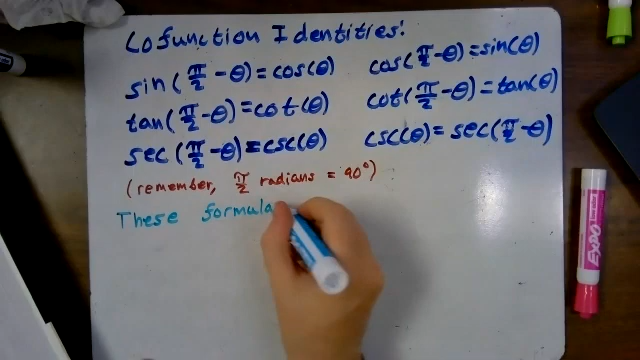 Cofunction Identities!
sin(π/2 - θ) = cos(θ) cos(π/2 - θ) = sin(θ)
tan(π/2 - θ) = cot(θ) cot(π/2 - θ) = tan(θ)
sec(π/2 - θ) = csc(θ) csc(θ) = sec(π/2 - θ)
(remember, π/2 radians = 90°)
These formula
EXPO